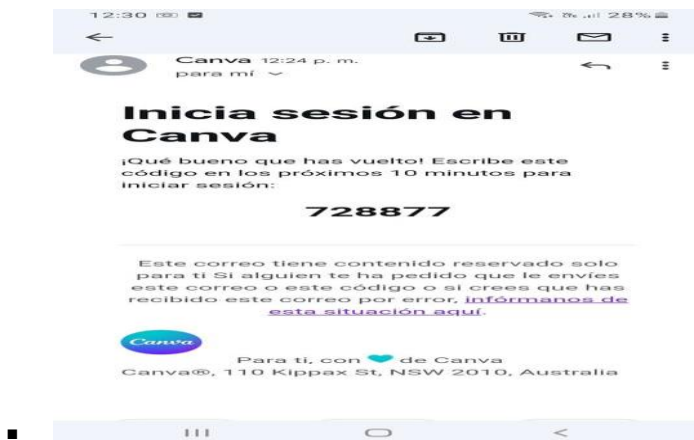 12:30
28%
Canva 12:24 p. m.
para mí
Inicia sesión en
Canva
¡Qué bueno que has vuelto! Escribe este
código en los próximos 10 minutos para
iniciar sesión:
728877
Este correo tiene contenido reservado solo
para ti Si alguien te ha pedido que le envíes
este correo o este código o si crees que has
recibido este correo por error, infórmanos de
esta situación aquí.
Canva
Para ti, con de Canva
Canva®, 110 Kippax St, NSW 2010, Australia